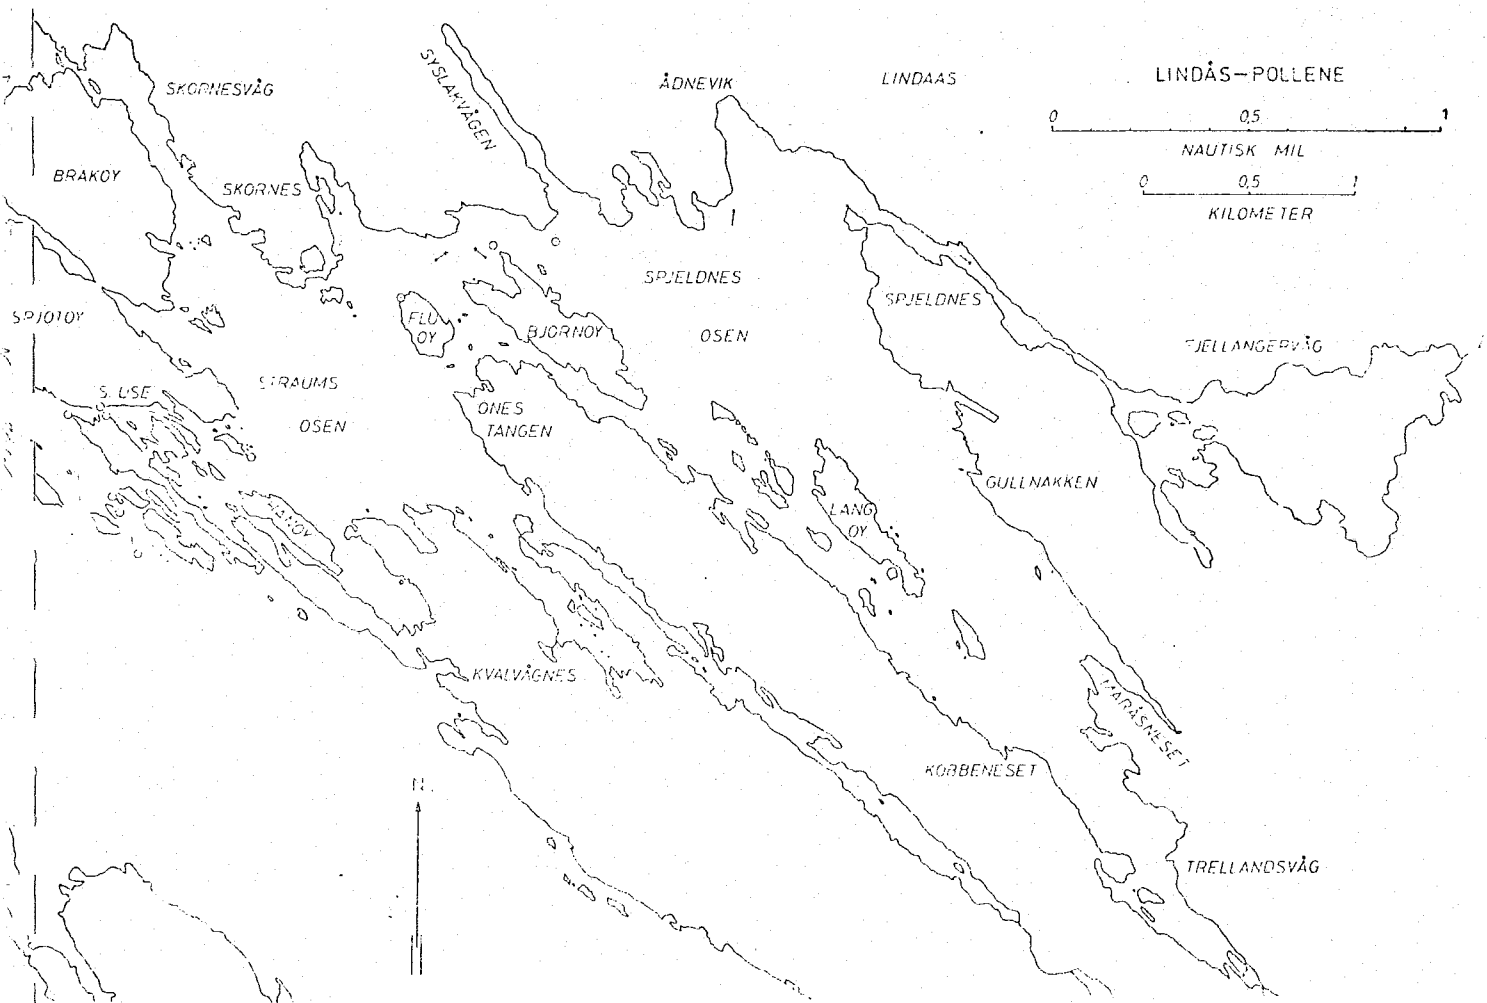 LINDÅS-POLLENE
0 0,5 1
NAUTISK MIL
0 0,5 1
KILOMETER
SKORNESVÅG
SYSLAKVÅGEN
ÅDNEVIK
LINDAAS
BRAKOY
SKORNES
SPJELDNES
OSEN
SPJELDNES
SPJOTOY
FLU
OY
BJORNOY
FJELLANGERVÅG
S. USE
STRAUMS
OSEN
ONES
TANGEN
GULLNAKKEN
LANG
OY
KVALVÅGNES
MARÅSNESET
KOBBENESET
N.
TRELLANDSVÅG